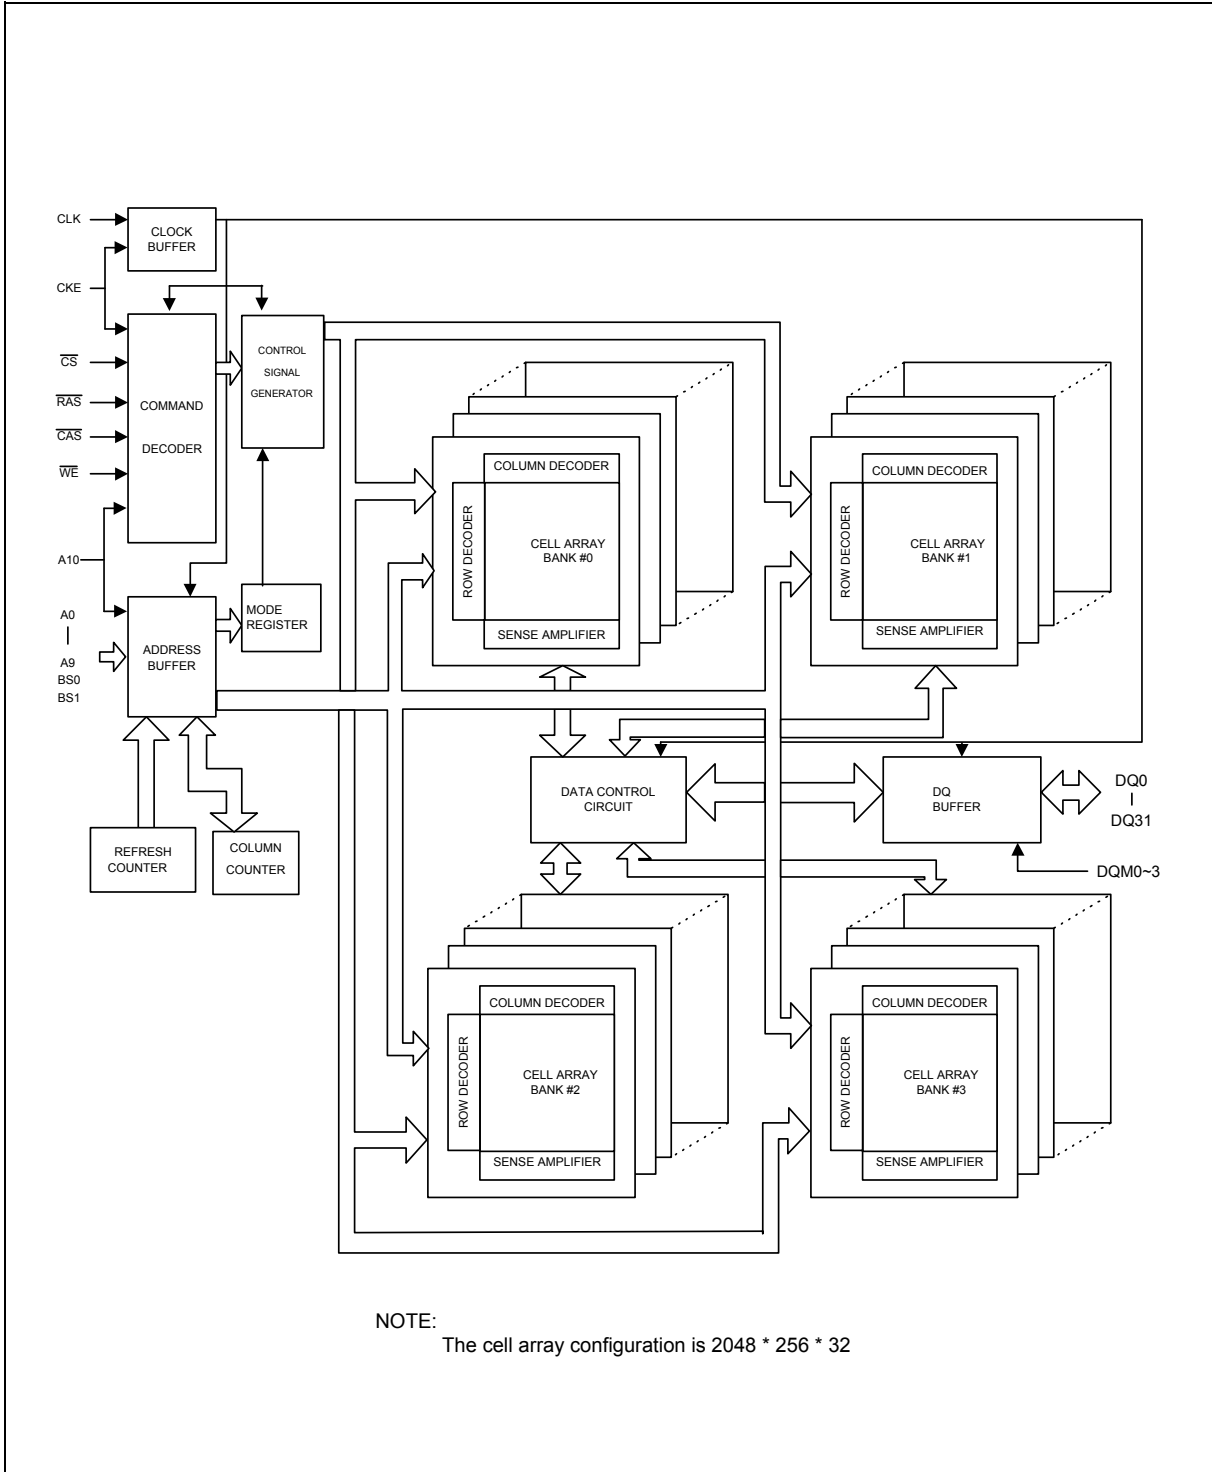 CLK
CLOCK
BUFFER
CKE
CS
RAS
CAS
WE
COMMAND
DECODER
CONTROL
SIGNAL
GENERATOR
A10
A0
A9
BS0
BS1
ADDRESS
BUFFER
MODE
REGISTER
REFRESH
COUNTER
COLUMN
COUNTER
COLUMN DECODER
ROW DECODER
CELL ARRAY
BANK #0
SENSE AMPLIFIER
COLUMN DECODER
ROW DECODER
CELL ARRAY
BANK #1
SENSE AMPLIFIER
DATA CONTROL
CIRCUIT
DQ
BUFFER
DQ0
DQ31
DQM0~3
COLUMN DECODER
ROW DECODER
CELL ARRAY
BANK #2
SENSE AMPLIFIER
COLUMN DECODER
ROW DECODER
CELL ARRAY
BANK #3
SENSE AMPLIFIER
NOTE:
The cell array configuration is 2048 * 256 * 32